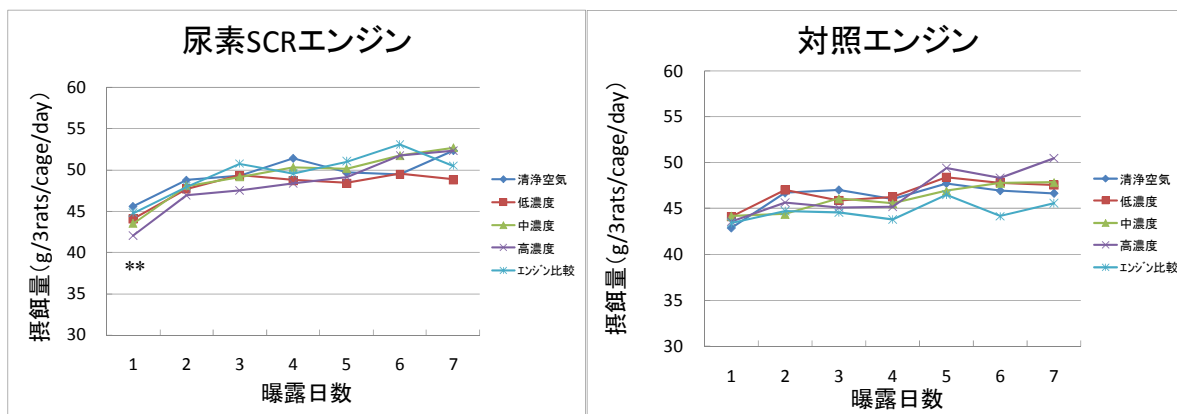 尿素SCRエンジン
摂餌量(g/3rats/cage/day)
60
55
50
45
40
35
30
**
1 2 3 4 5 6 7
曝露日数
清浄空気
低濃度
中濃度
高濃度
エンジン比較
対照エンジン
摂餌量(g/3rats/cage/day)
60
55
50
45
40
35
30
1 2 3 4 5 6 7
曝露日数
清浄空気
低濃度
中濃度
高濃度
エンジン比較